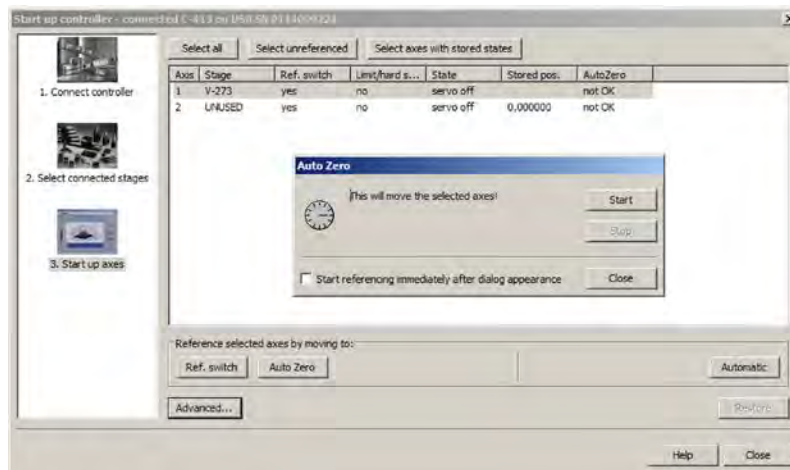 Start up controller - connected C-413 on USB SN 0114009224
Select all
Select unreferenced
Select axes with stored states
Axis Stage Ref. switch Limit/hard s... State Stored pos. AutoZero
1 V-273 yes no servo off not OK
2 UNUSED yes no servo off 0,000000 not OK
1. Connect controller
2. Select connected stages
3. Start up axes
Auto Zero
This will move the selected axes!
Start
Stop
Start referencing immediately after dialog appearance
Close
Reference selected axes by moving to:
Ref. switch
Auto Zero
Automatic
Advanced...
Restore
Help
Close